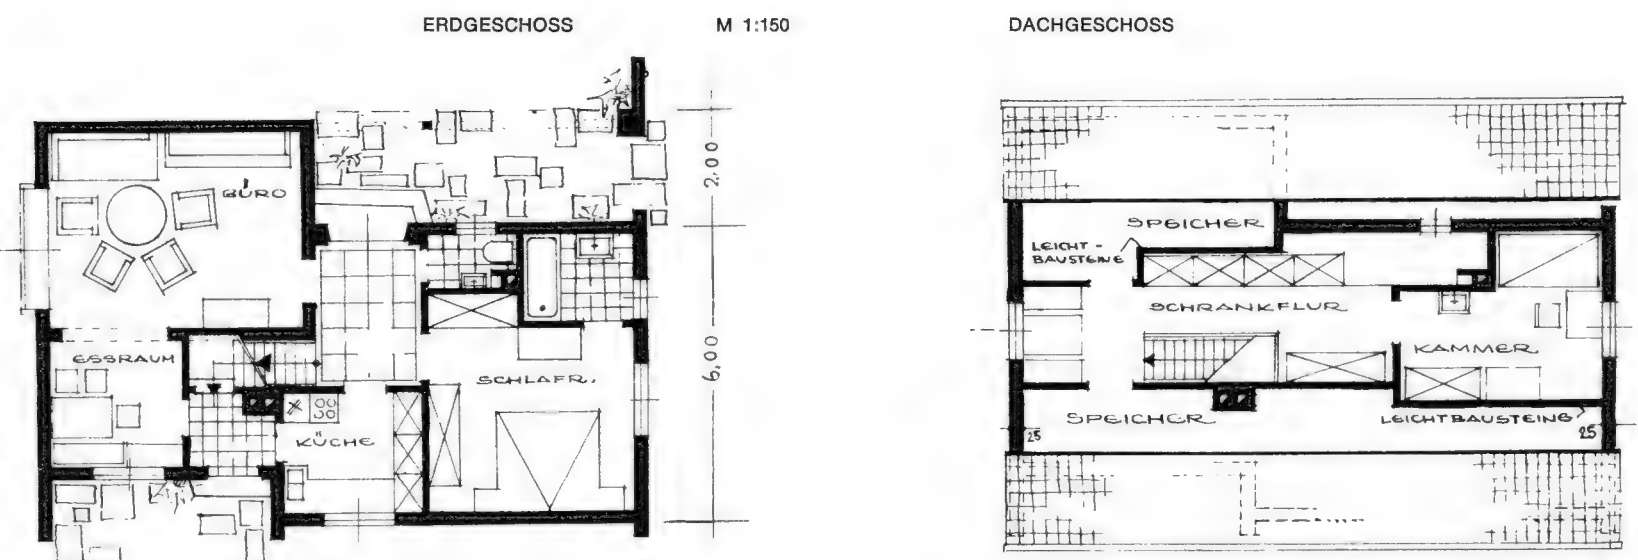 ERDGESCHOSS M 1:150 DACHGESCHOSS
BÜRO
2,00
ESSRAUM
SCHLAFR.
6,00
KÜCHE
SPEICHER
LEICHT-
BAUSTEINE
SCHRANKFLUR
KAMMER
SPEICHER
LEICHTBAUSTEINE
25
25